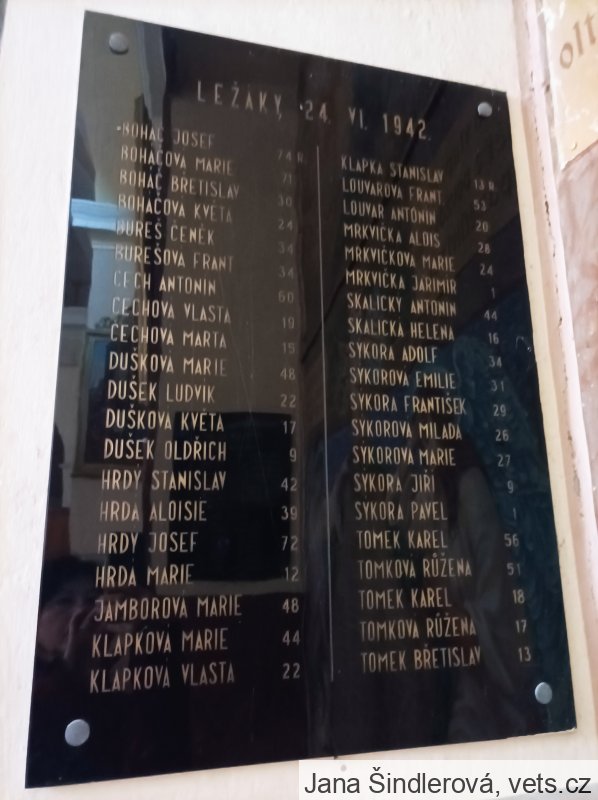 LEŽÁKY, 24. VI. 1942.
BOHÁČ JOSEF 74 R.
BOHÁČOVA MARIE 71
BOHÁČ BŘETISLAV 30
BOHÁČOVA KVĚTA 24
BUREŠ ČENĚK 34
BUREŠOVA FRANT 34
ČECH ANTONÍN 60
ČECHOVÁ VLASTA 19
ČECHOVÁ MARTA 15
DUŠKOVÁ MARIE 48
DUŠEK LUDVÍK 22
DUŠKOVÁ KVĚTA 17
DUŠEK OLDŘICH 9
HRDÝ STANISLAV 42
HRDÁ ALOISIE 39
HRDÝ JOSEF 72
HRDÁ MARIE 12
JAMBOROVÁ MARIE 48
KLAPKOVÁ MARIE 44
KLAPKOVÁ VLASTA 22
KLAPKA STANISLAV 13 R.
LOUVAROVA FRANT 53
LOUVAR ANTONÍN 20
MRKVIČKA ALOIS 28
MRKVIČKOVÁ MARIE 24
MRKVIČKA JARIMÍR 1
SKALICKÝ ANTONÍN 44
SKALICKÁ HELENA 16
SÝKORA ADOLF 34
SÝKOROVÁ EMILIE 31
SÝKORA FRANTIŠEK 29
SÝKOROVÁ MILADA 26
SÝKOROVÁ MARIE 27
SÝKORA JIŘÍ 9
SÝKORA PAVEL 1
TOMEK KAREL 56
TOMKOVÁ RŮŽENA 51
TOMEK KAREL 18
TOMKOVÁ RŮŽENA 17
TOMEK BŘETISLAV 13
Jana Šindlerová, vets.cz